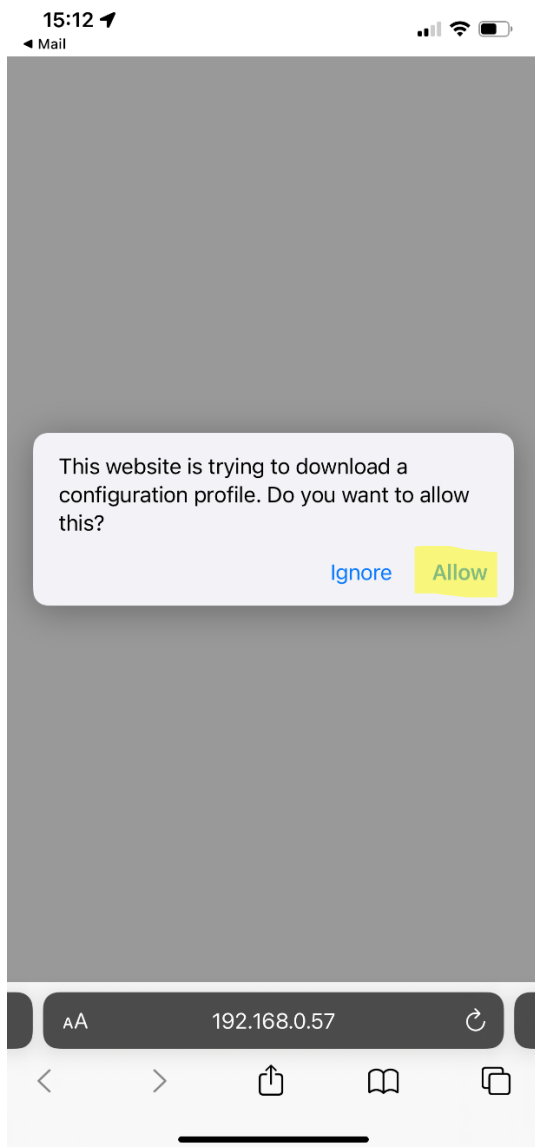 15:12
◀ Mail
This website is trying to download a
configuration profile. Do you want to allow
this?
Ignore Allow
AA 192.168.0.57